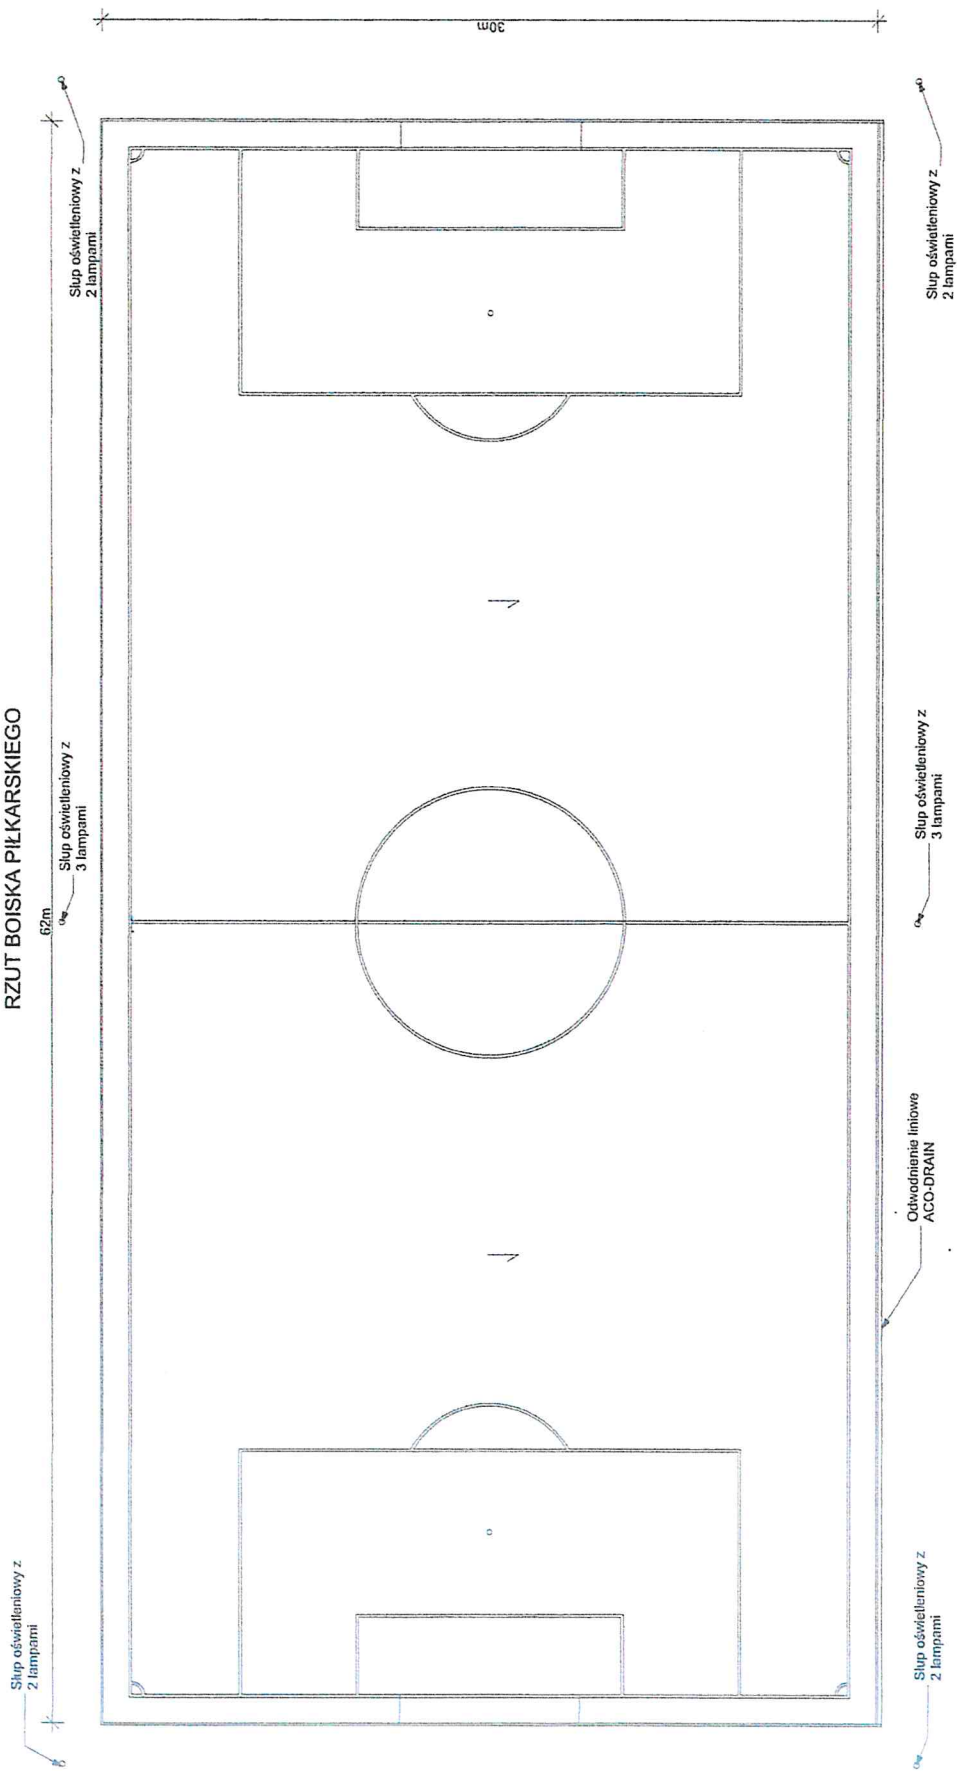 RZUT BOISKA PIŁKARSKIEGO
62m
30m
Słup oświetleniowy z
2 lampami
Słup oświetleniowy z
3 lampami
Słup oświetleniowy z
2 lampami
Słup oświetleniowy z
2 lampami
Odwodnienie liniowe
ACO-DRAIN
Słup oświetleniowy z
3 lampami
Słup oświetleniowy z
2 lampami